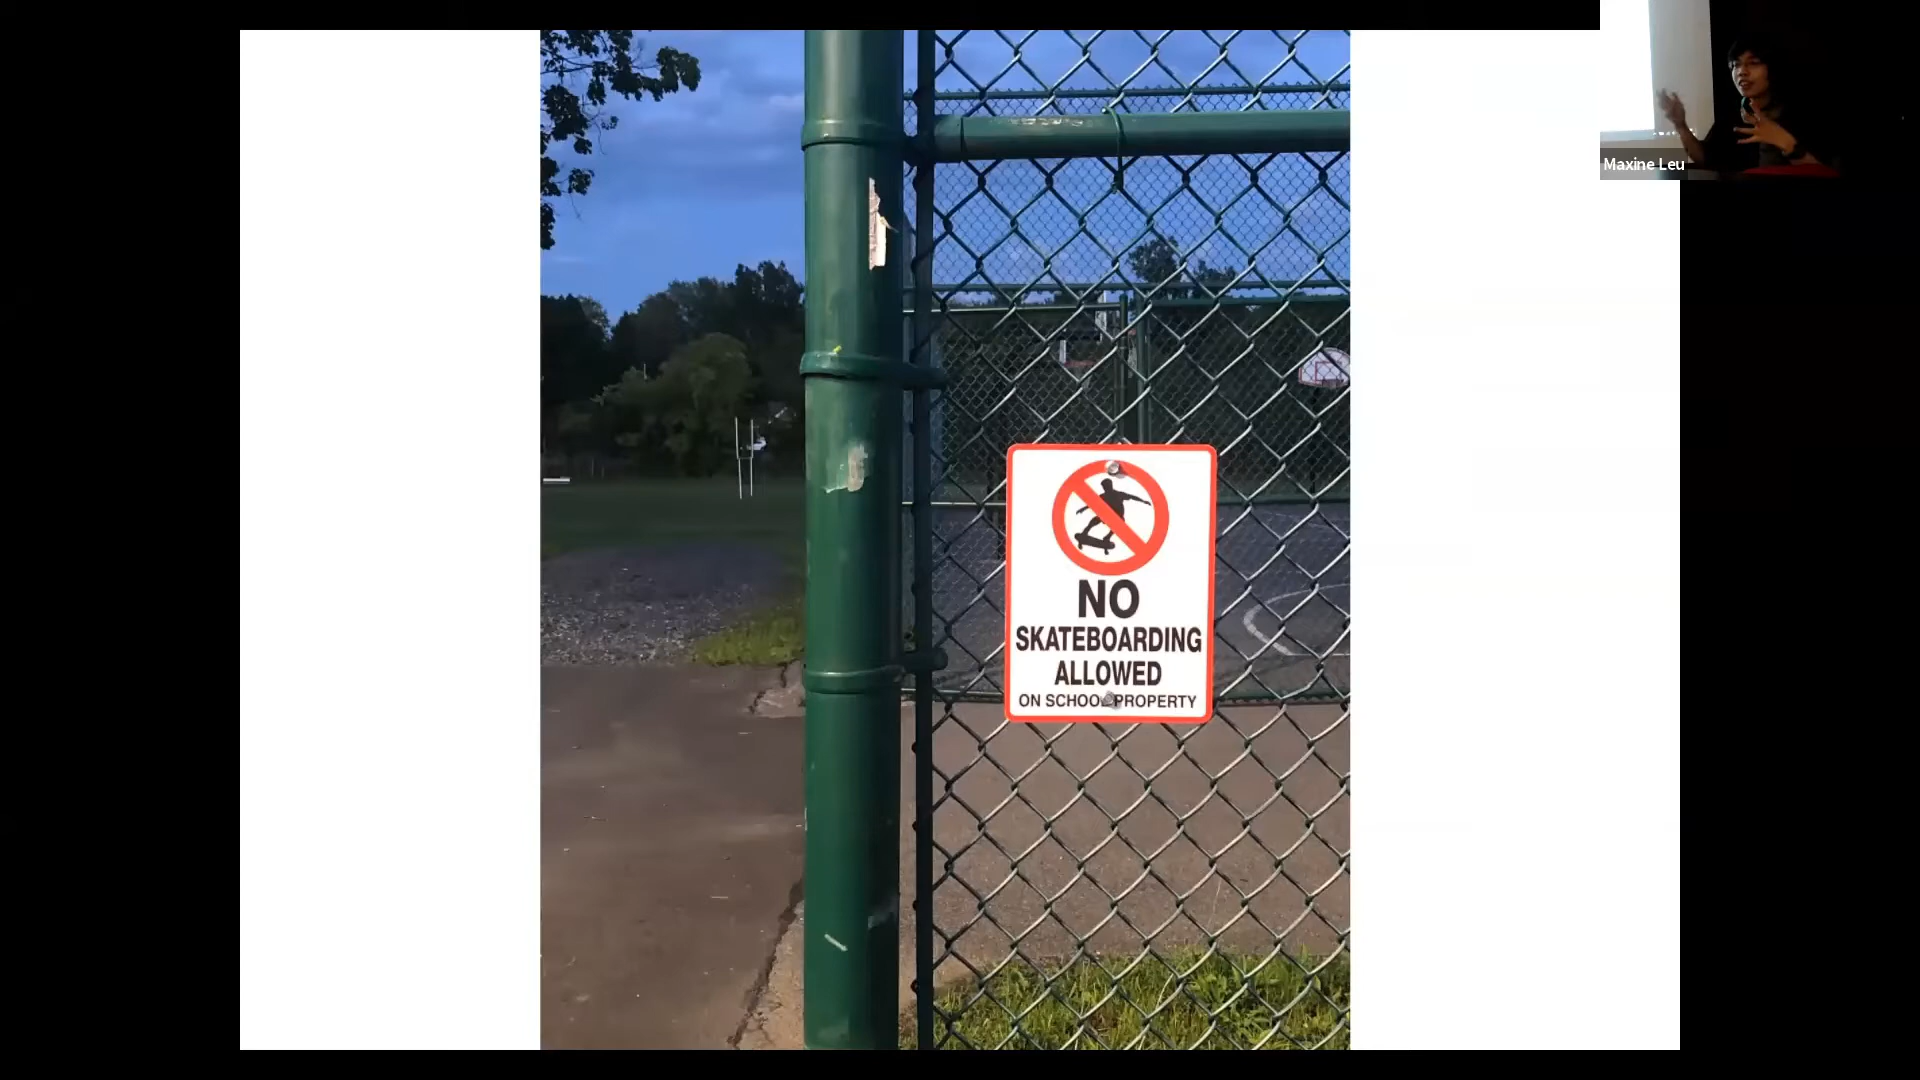 Maxine Leu
NO
SKATEBOARDING
ALLOWED
ON SCHOOL PROPERTY